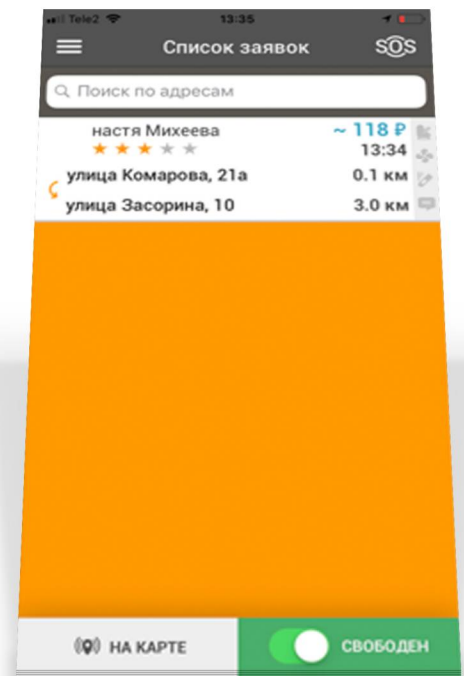 Tele2 13:35
Список заявок SOS
Поиск по адресам
настя Михеева ~ 118 ₽
13:34
улица Комарова, 21а 0.1 км
улица Засорина, 10 3.0 км
НА КАРТЕ СВОБОДЕН